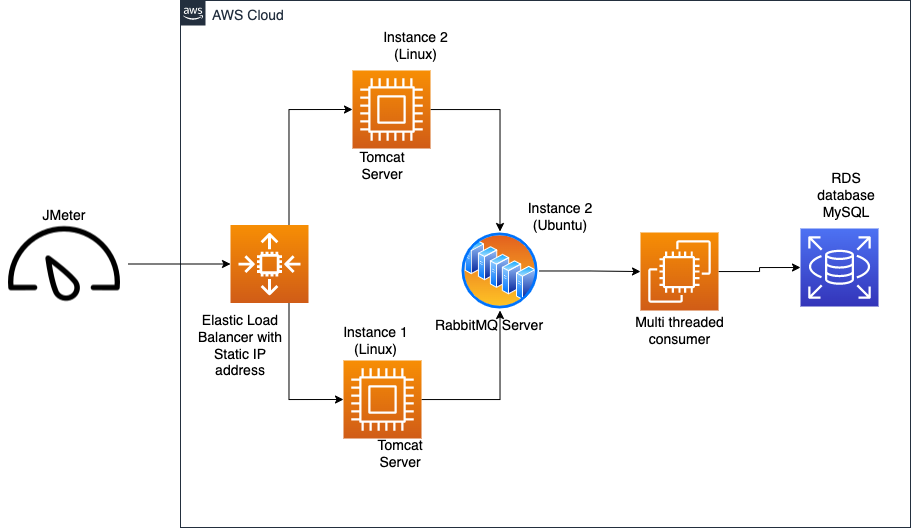 aws
AWS Cloud
Instance 2
(Linux)
Tomcat
Server
JMeter
Elastic Load
Balancer with
Static IP
address
Instance 1
(Linux)
Tomcat
Server
Instance 2
(Ubuntu)
RabbitMQ Server
Multi threaded
consumer
RDS
database
MySQL